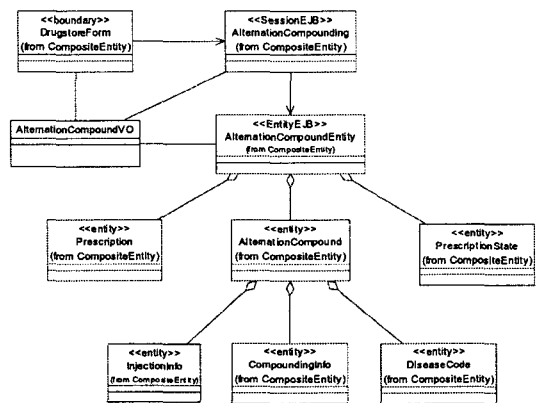 <<boundary>>
DrugstoreForm
(from CompositeEntity)
<<SessionEJB>>
AlternationCompounding
(from CompositeEntity)
AlternationCompoundVO
<<EntityEJB>>
AlternationCompoundEntity
(from CompositeEntity)
<<entity>>
Prescription
(from CompositeEntity)
<<entity>>
AlternationCompound
(from CompositeEntity)
<<entity>>
PrescriptionState
(from CompositeEntity)
<<entity>>
InjectionInfo
(from CompositeEntity)
<<entity>>
CompoundingInfo
(from CompositeEntity)
<<entity>>
DiseaseCode
(from CompositeEntity)